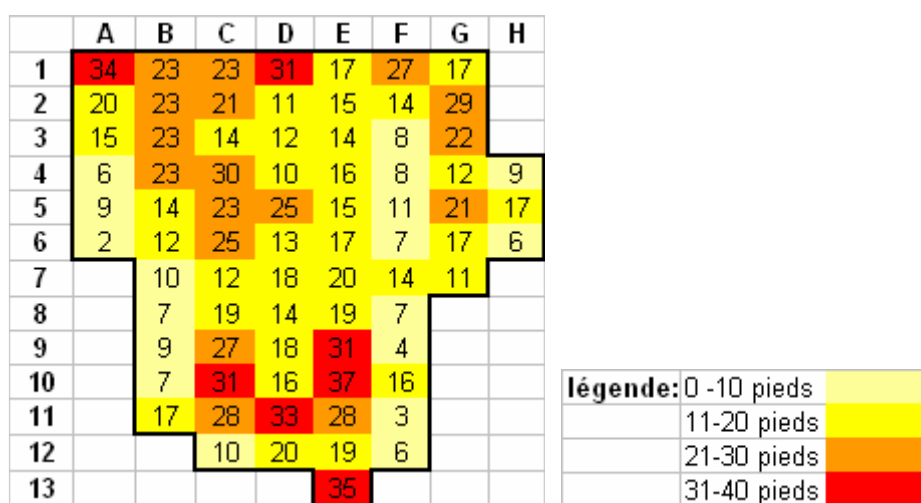 A B C D E F G H
1 34 23 23 31 17 27 17
2 20 23 21 11 15 14 29
3 15 23 14 12 14 8 22
4 6 23 30 10 16 8 12 9
5 9 14 23 25 15 11 21 17
6 2 12 25 13 17 7 17 6
7 10 12 18 20 14 11
8 7 19 14 19 7
9 9 27 18 31 4
10 7 31 16 37 16
11 17 28 33 28 3
12 10 20 19 6
13 35
légende: 0 -10 pieds
11-20 pieds
21-30 pieds
31-40 pieds